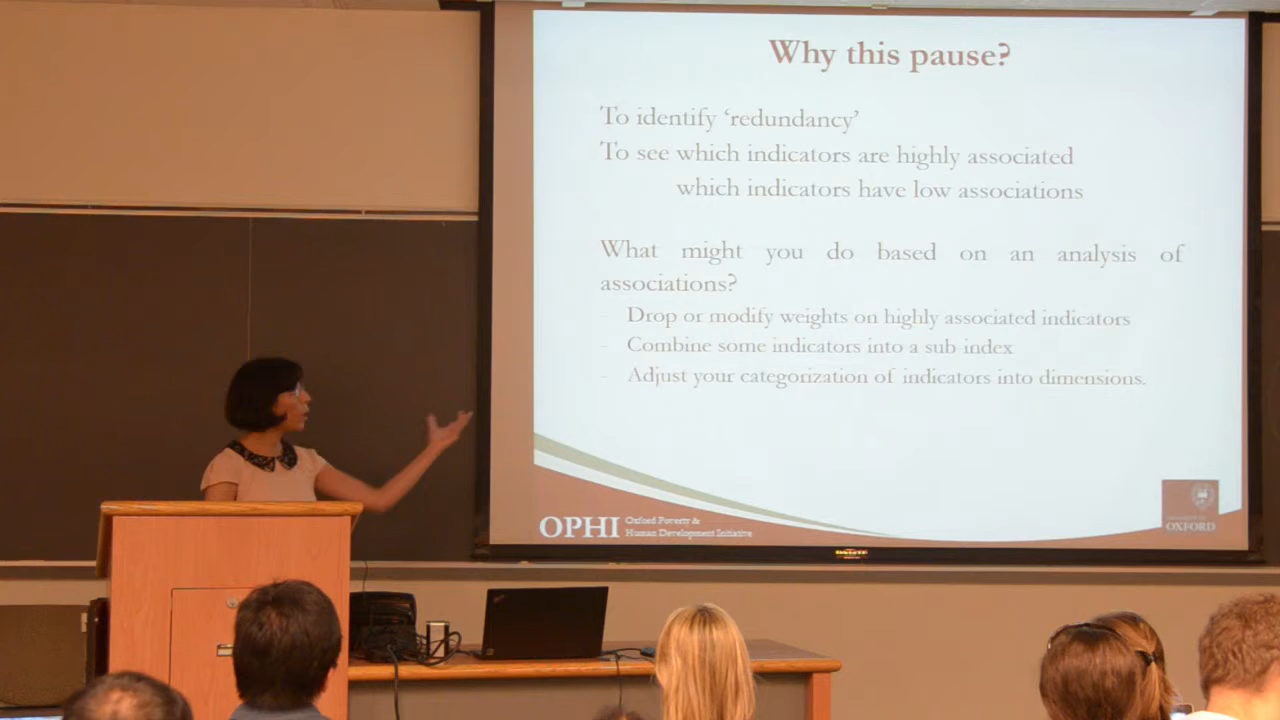 Why this pause?
To identify ‘redundancy’
To see which indicators are highly associated
which indicators have low associations
What might you do based on an analysis of
associations?
- Drop or modify weights on highly associated indicators
- Combine some indicators into a sub-index
- Adjust your categorization of indicators into dimensions.
OPHI
Oxford Poverty &
Human Development Initiative
OXFORD